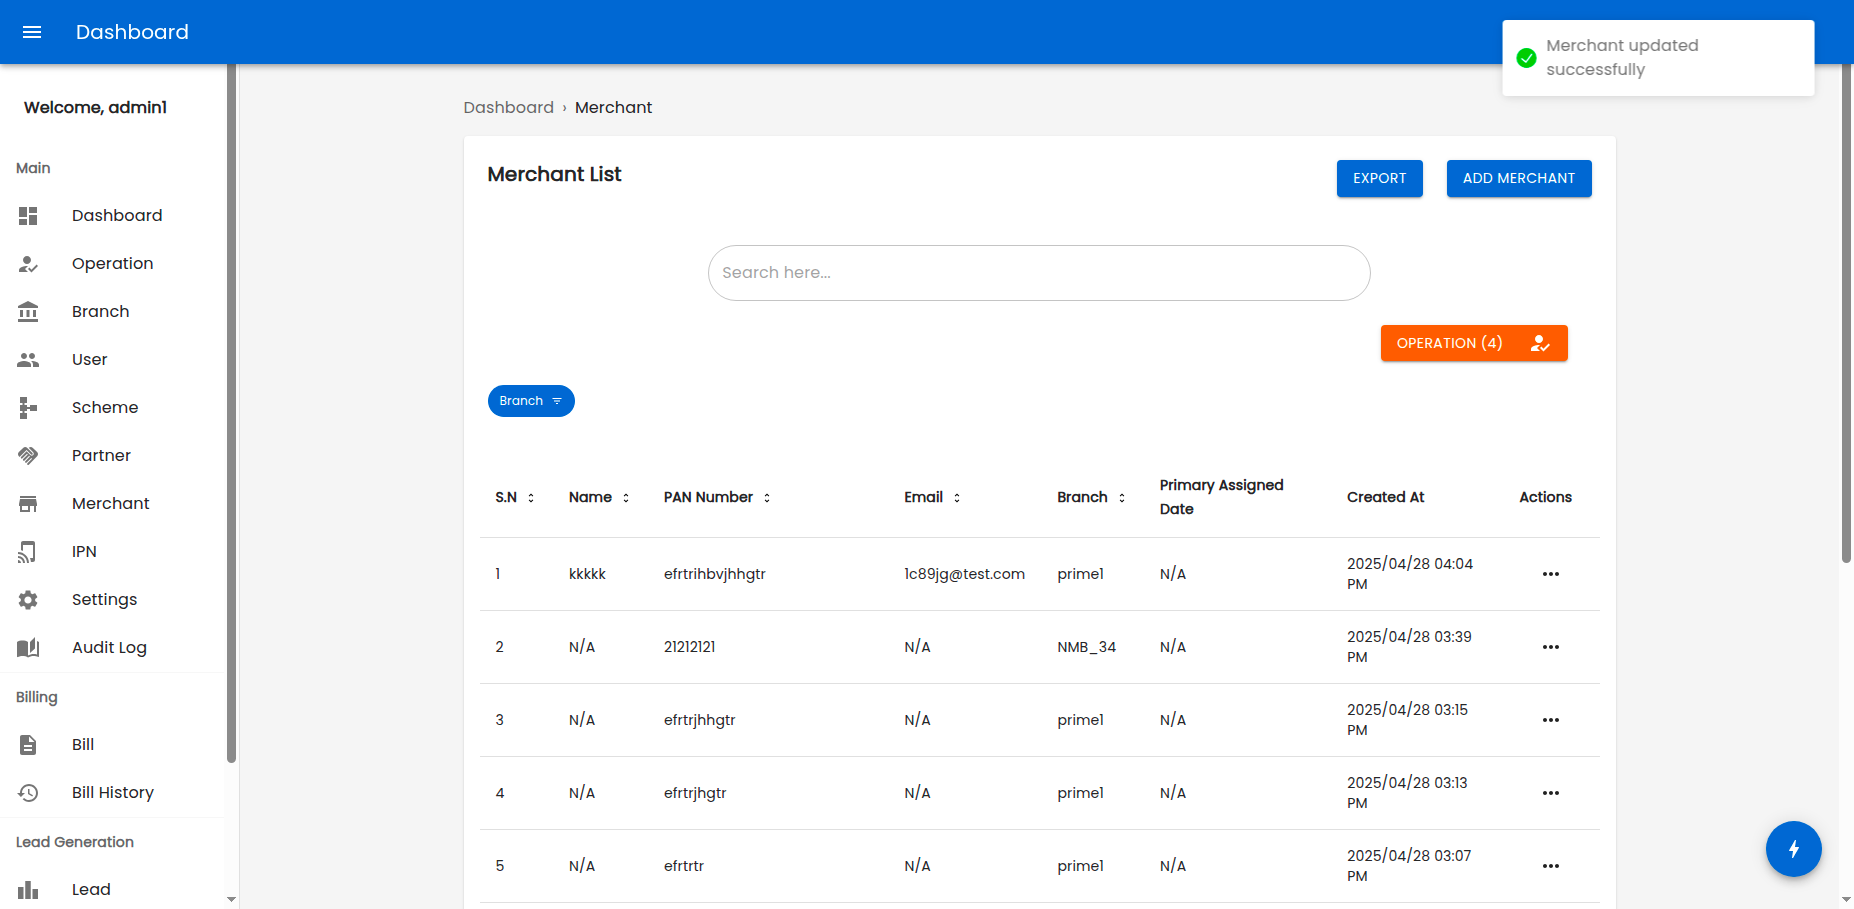 Dashboard
Merchant updated
successfully
Welcome, admin1
Main
Dashboard
Operation
Branch
User
Scheme
Partner
Merchant
IPN
Settings
Audit Log
Billing
Bill
Bill History
Lead Generation
Lead
Dashboard › Merchant
Merchant List
EXPORT
ADD MERCHANT
Search here...
OPERATION (4)
Branch
S.N Name PAN Number Email Branch Primary Assigned Date Created At Actions
1 kkkkk efrtrihbvjhhgtr 1c89jg@test.com prime1 N/A 2025/04/28 04:04 PM
2 N/A 21212121 N/A NMB_34 N/A 2025/04/28 03:39 PM
3 N/A efrtrjhhgtr N/A prime1 N/A 2025/04/28 03:15 PM
4 N/A efrtrjhgtr N/A prime1 N/A 2025/04/28 03:13 PM
5 N/A efrtrtr N/A prime1 N/A 2025/04/28 03:07 PM